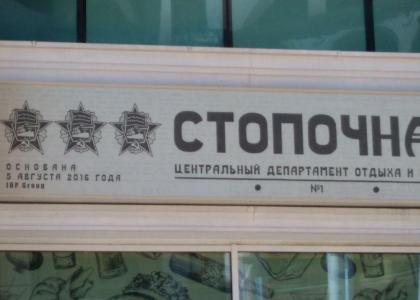 СТОПОЧНА
ОСНОВАНА
5 АВГУСТА 2016 ГОДА
IBP Group
ЦЕНТРАЛЬНЫЙ ДЕПАРТАМЕНТ ОТДЫХА И
№1